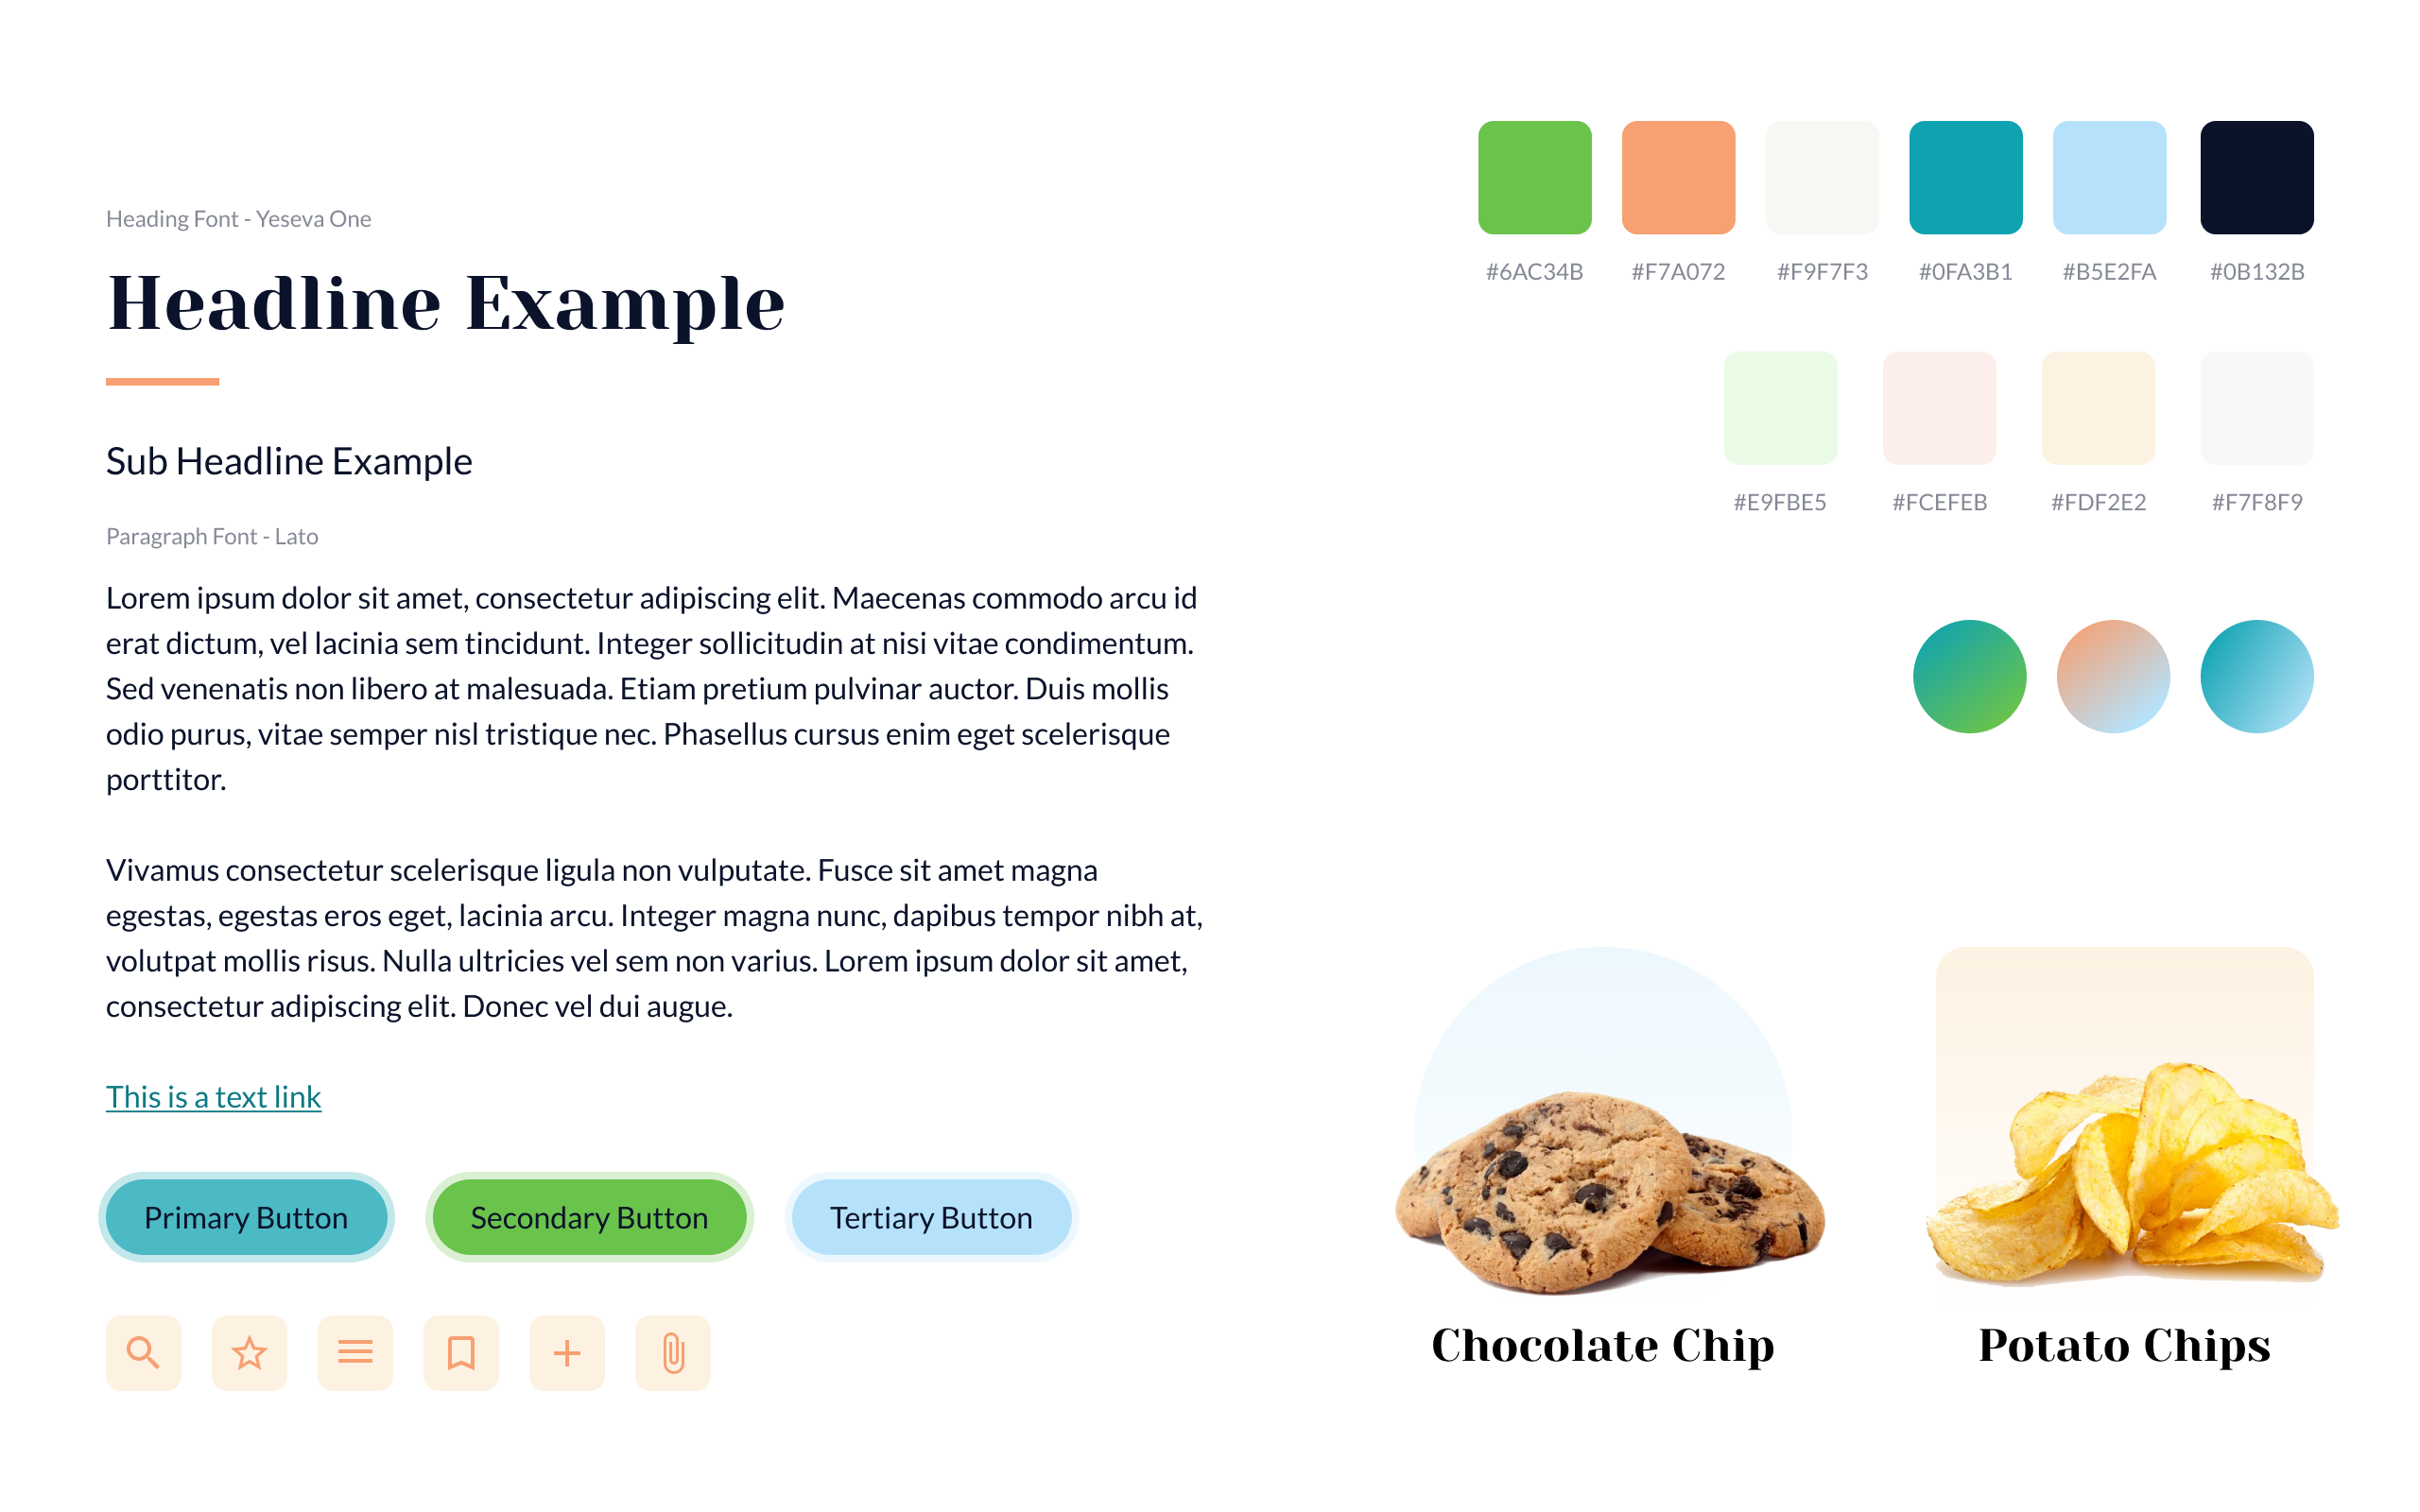 Heading Font - Yeseva One
Headline Example
Sub Headline Example
Paragraph Font - Lato
Lorem ipsum dolor sit amet, consectetur adipiscing elit. Maecenas commodo arcu id
erat dictum, vel lacinia sem tincidunt. Integer sollicitudin at nisi vitae condimentum.
Sed venenatis non libero at malesuada. Etiam pretium pulvinar auctor. Duis mollis
odio purus, vitae semper nisl tristique nec. Phasellus cursus enim eget scelerisque
porttitor.
Vivamus consectetur scelerisque ligula non vulputate. Fusce sit amet magna
egestas, egestas eros eget, lacinia arcu. Integer magna nunc, dapibus tempor nibh at,
volutpat mollis risus. Nulla ultricies vel sem non varius. Lorem ipsum dolor sit amet,
consectetur adipiscing elit. Donec vel dui augue.
This is a text link
Primary Button Secondary Button Tertiary Button
#6AC34B #F7A072 #F9F7F3 #0FA3B1 #B5E2FA #0B132B
#E9FBE5 #FCEFEB #FDF2E2 #F7F8F9
Chocolate Chip Potato Chips